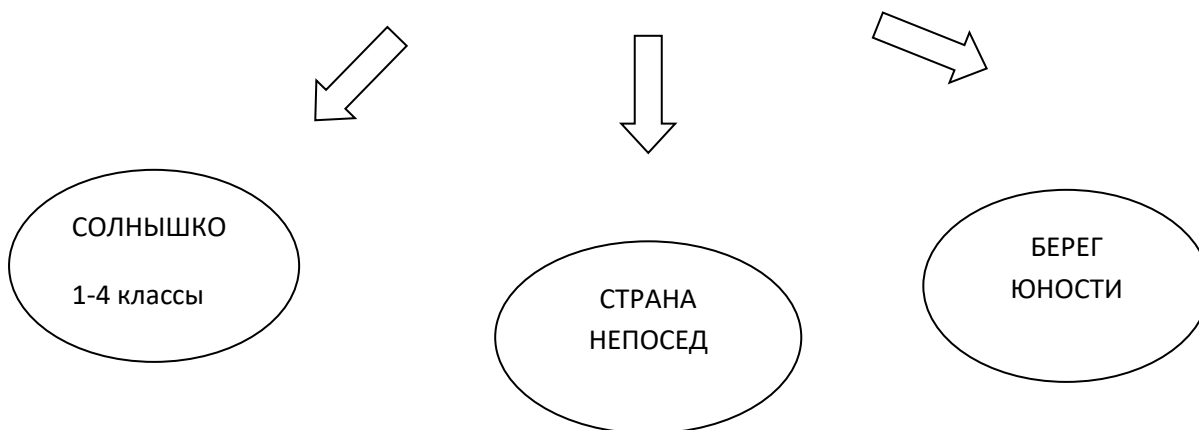 СОЛНЫШКО
1-4 классы
СТРАНА
НЕПОСЕД
БЕРЕГ
ЮНОСТИ